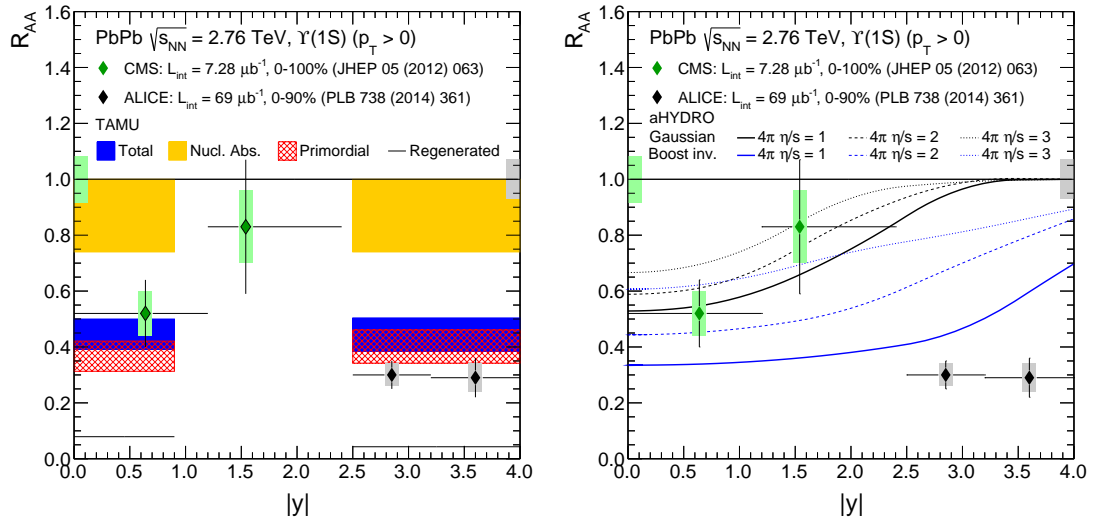 R_AA
PbPb √s_NN = 2.76 TeV, ϒ(1S) (p_T > 0)
CMS: L_int = 7.28 μb⁻¹, 0-100% (JHEP 05 (2012) 063)
ALICE: L_int = 69 μb⁻¹, 0-90% (PLB 738 (2014) 361)
TAMU
Total Nucl. Abs. Primordial Regenerated
1.6
1.4
1.2
1.0
0.8
0.6
0.4
0.2
0.0
0.0 0.5 1.0 1.5 2.0 2.5 3.0 3.5 4.0
|y|
R_AA
PbPb √s_NN = 2.76 TeV, ϒ(1S) (p_T > 0)
CMS: L_int = 7.28 μb⁻¹, 0-100% (JHEP 05 (2012) 063)
ALICE: L_int = 69 μb⁻¹, 0-90% (PLB 738 (2014) 361)
aHYDRO
Gaussian 4π η/s = 1 4π η/s = 2 4π η/s = 3
Boost inv. 4π η/s = 1 4π η/s = 2 4π η/s = 3
1.6
1.4
1.2
1.0
0.8
0.6
0.4
0.2
0.0
0.0 0.5 1.0 1.5 2.0 2.5 3.0 3.5 4.0
|y|